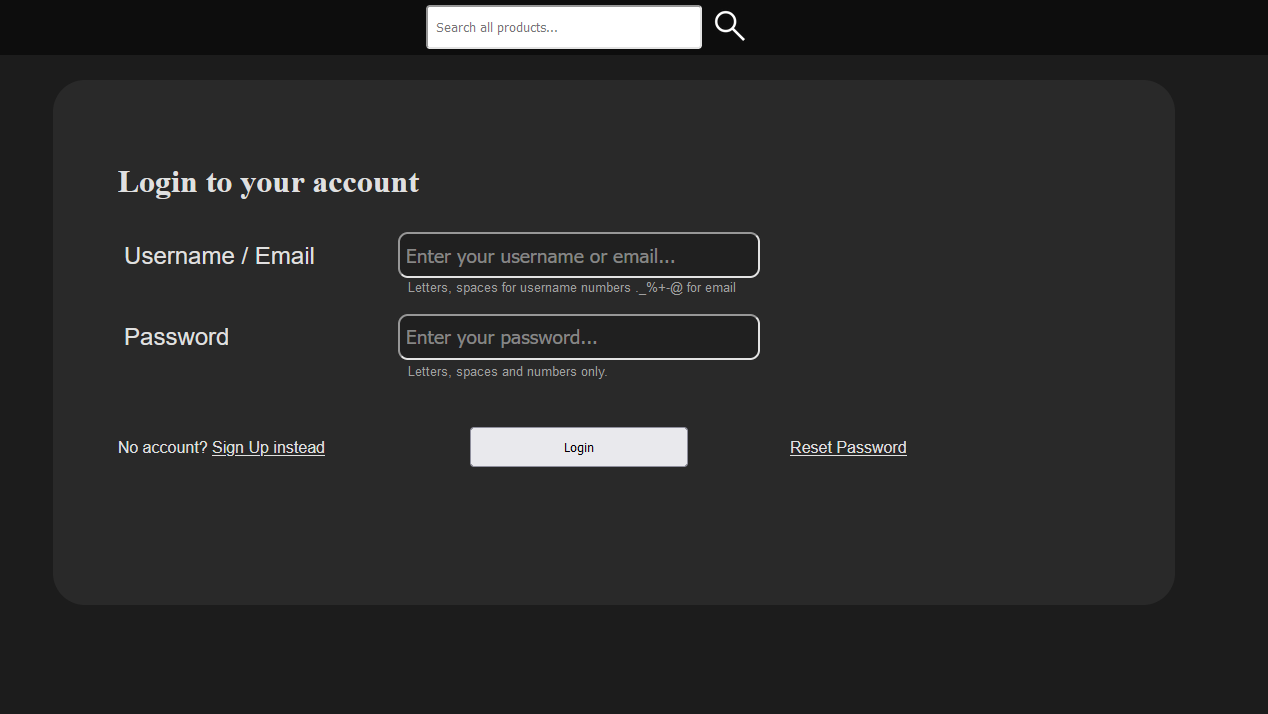 Search all products...
Login to your account
Username / Email
Enter your username or email...
Letters, spaces for username numbers ._%+-@ for email
Password
Enter your password...
Letters, spaces and numbers only.
No account? Sign Up instead
Login
Reset Password